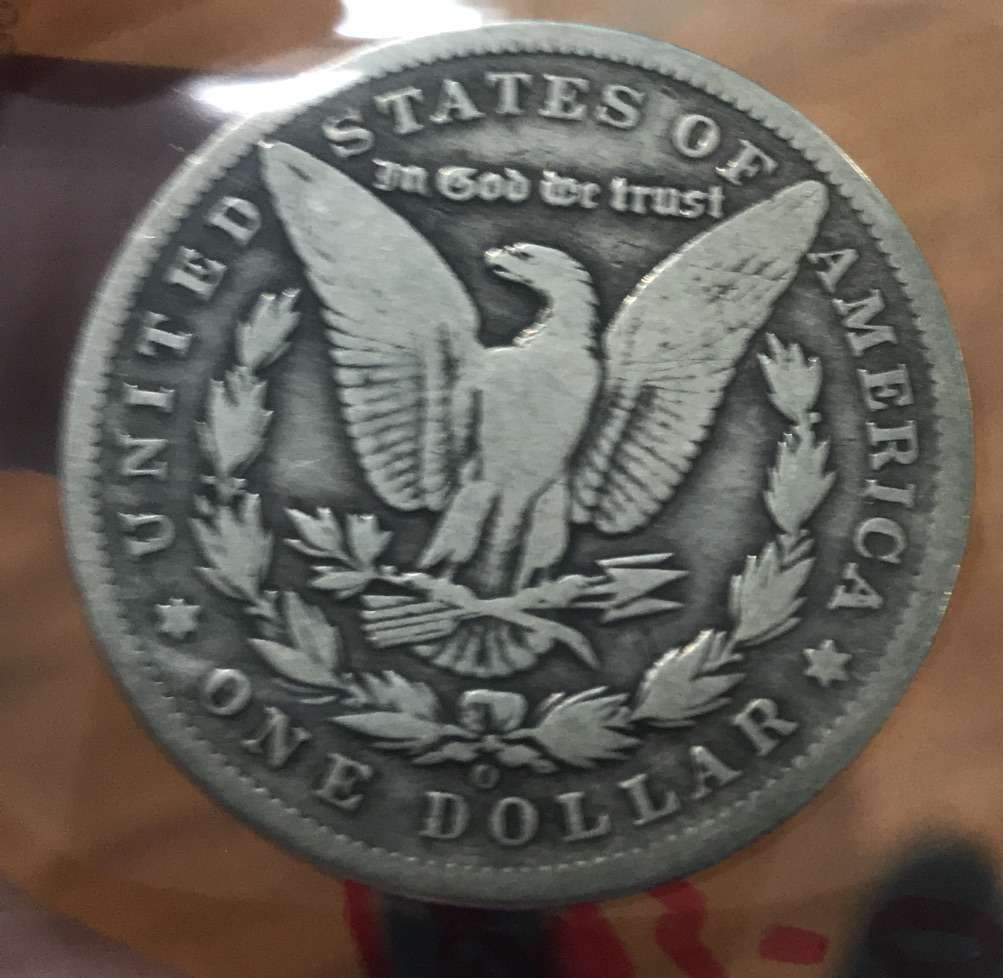 UNITED STATES OF AMERICA
In God we trust
O
ONE DOLLAR